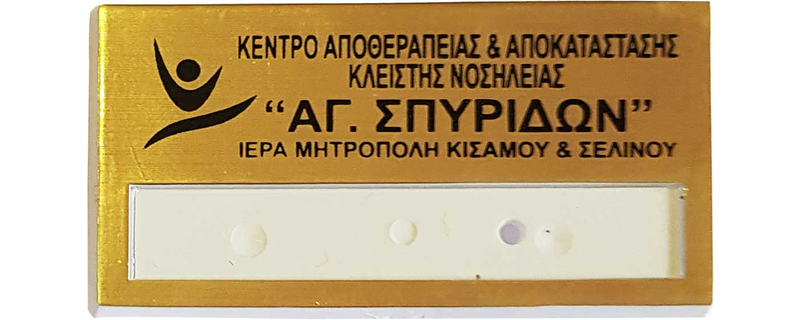 ΚΕΝΤΡΟ ΑΠΟΘΕΡΑΠΕΙΑΣ & ΑΠΟΚΑΤΑΣΤΑΣΗΣ
ΚΛΕΙΣΤΗΣ ΝΟΣΗΛΕΙΑΣ
“ΑΓ. ΣΠΥΡΙΔΩΝ”
ΙΕΡΑ ΜΗΤΡΟΠΟΛΗ ΚΙΣΑΜΟΥ & ΣΕΛΙΝΟΥ